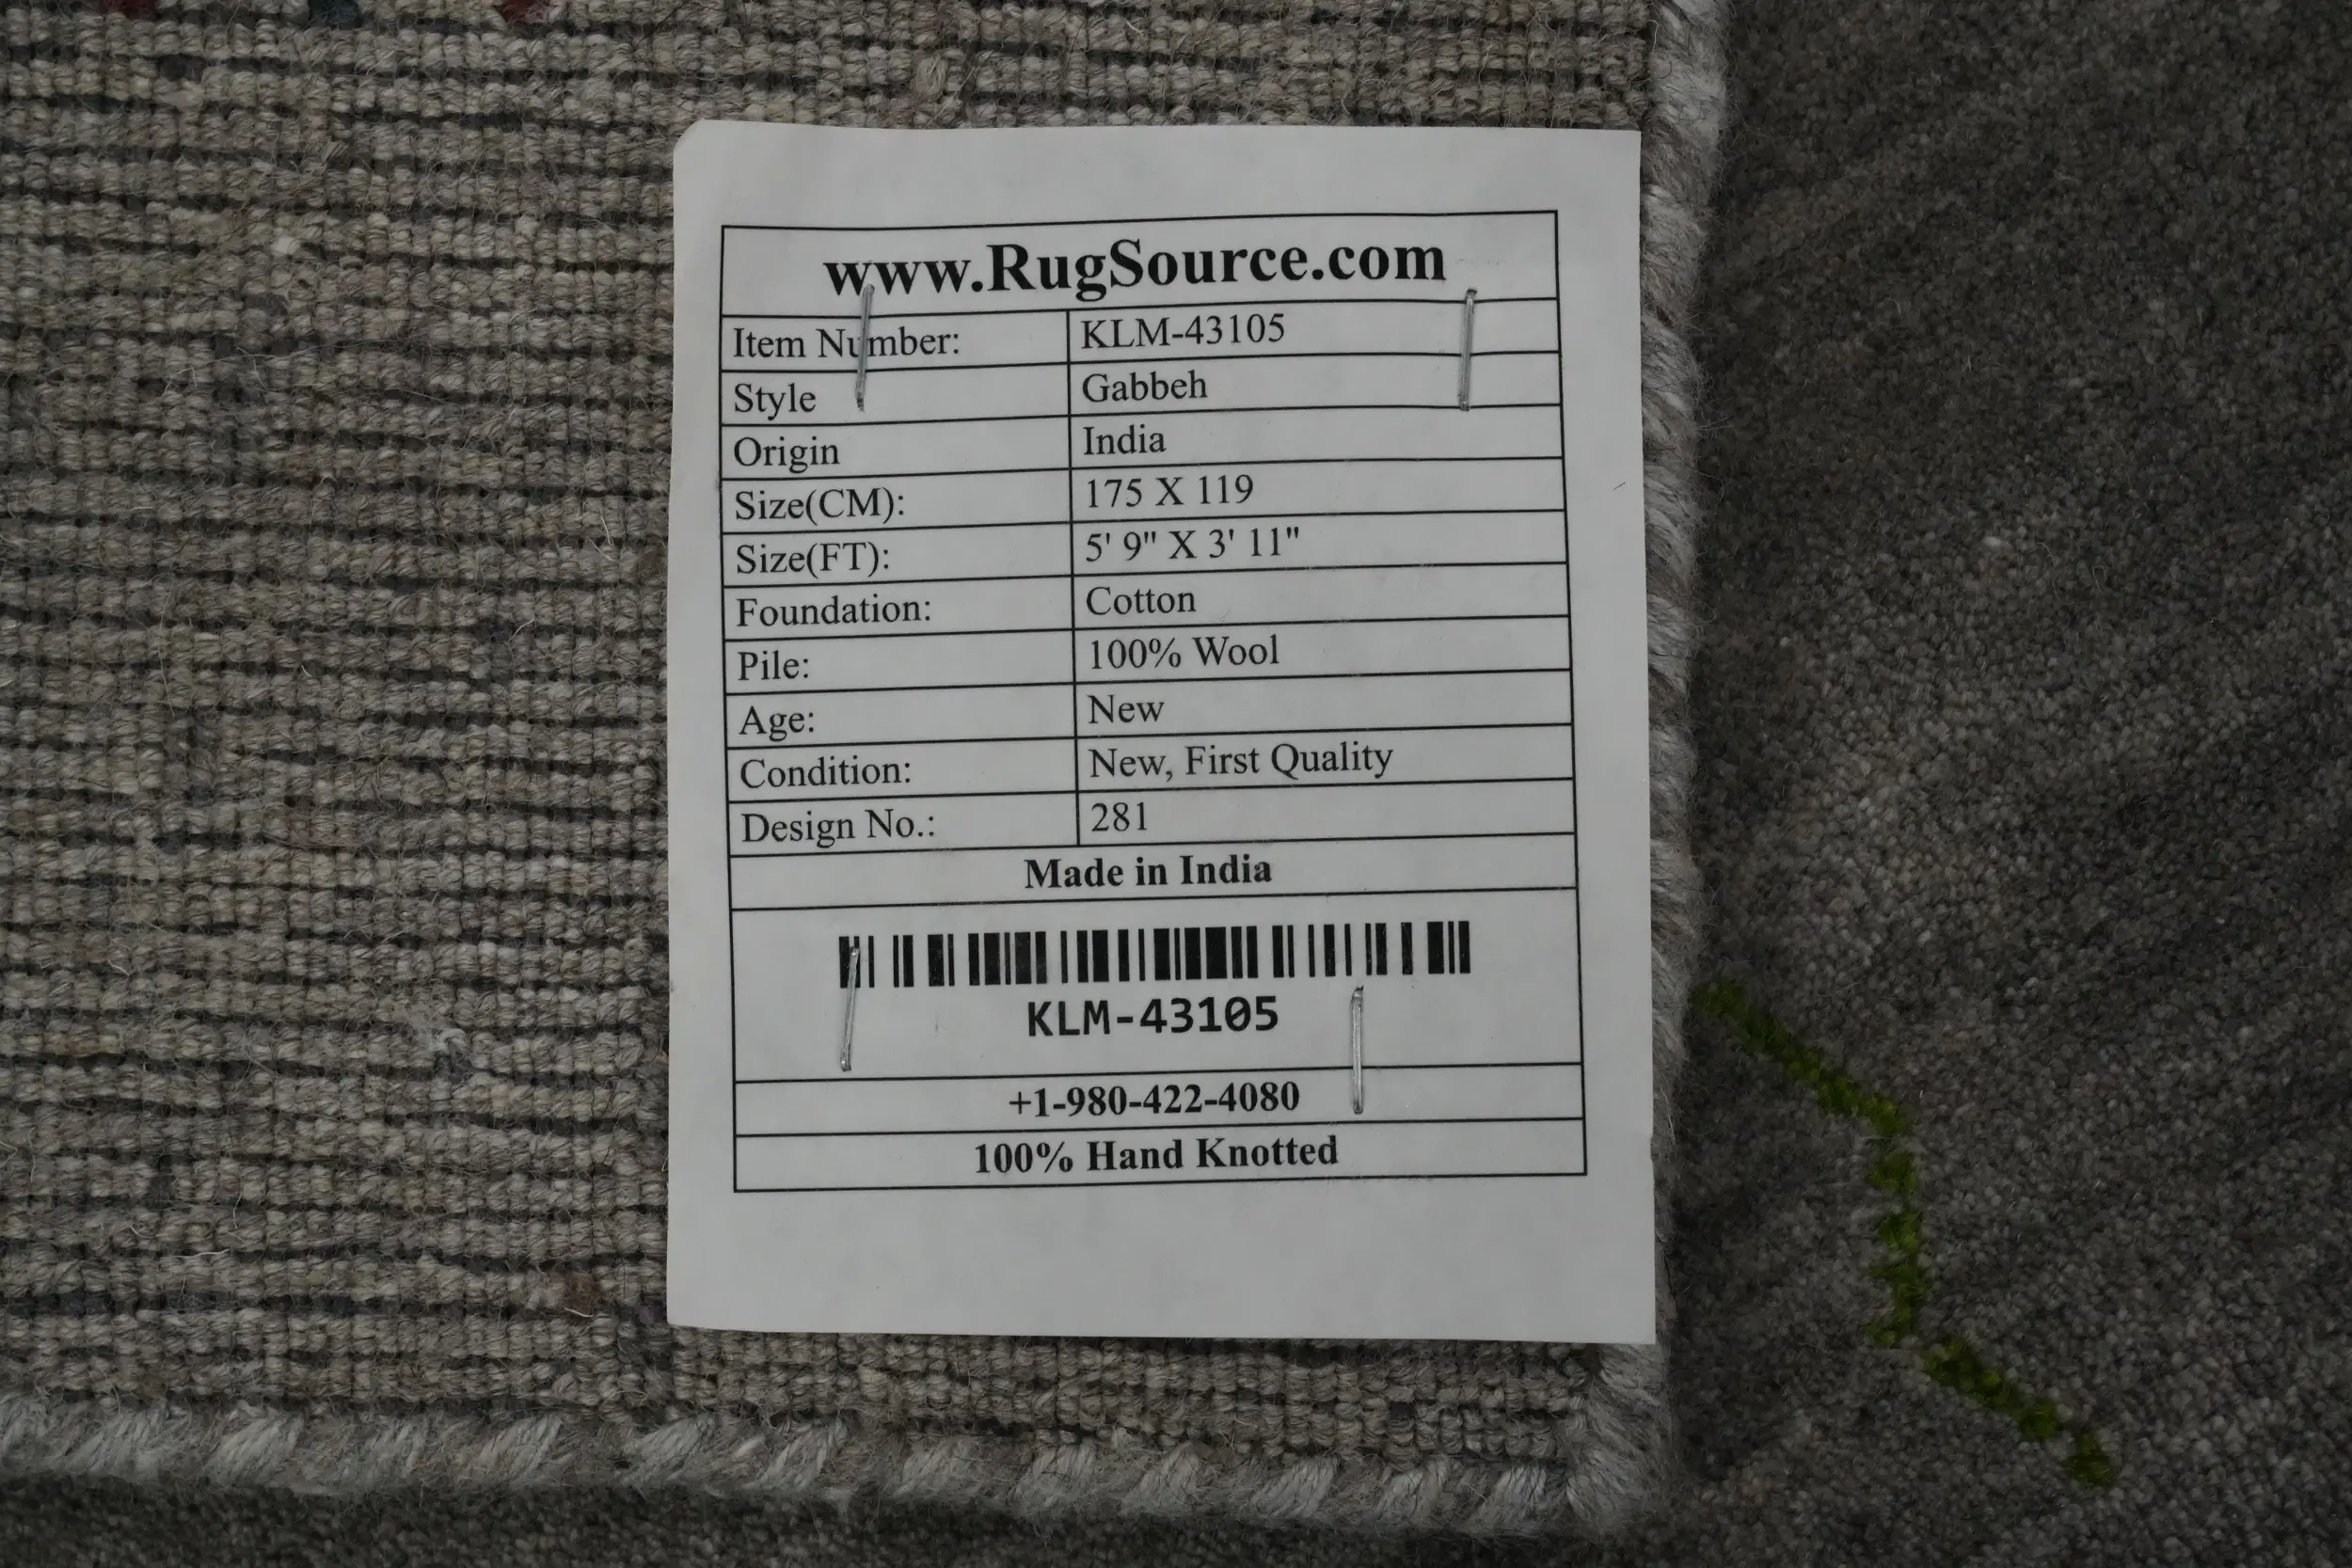 www.RugSource.com
Item Number: KLM-43105
Style Gabbeh
Origin India
Size(CM): 175 X 119
Size(FT): 5' 9" X 3' 11"
Foundation: Cotton
Pile: 100% Wool
Age: New
Condition: New, First Quality
Design No.: 281
Made in India
KLM-43105
+1-980-422-4080
100% Hand Knotted